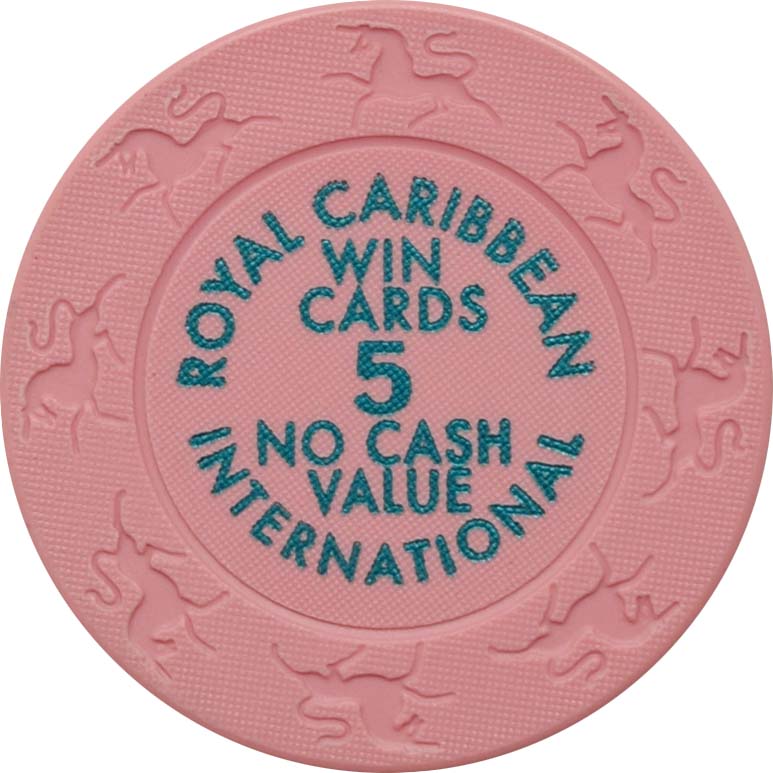 ROYAL CARIBBEAN
WIN
CARDS
5
NO CASH
VALUE
INTERNATIONAL